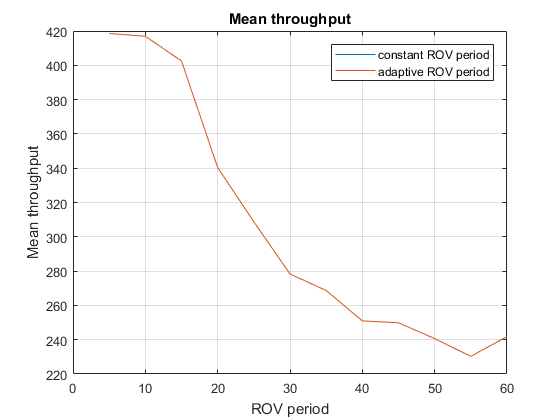 Mean throughput
420
400
380
360
340
320
300
280
260
240
220
0 10 20 30 40 50 60
Mean throughput
ROV period
constant ROV period
adaptive ROV period